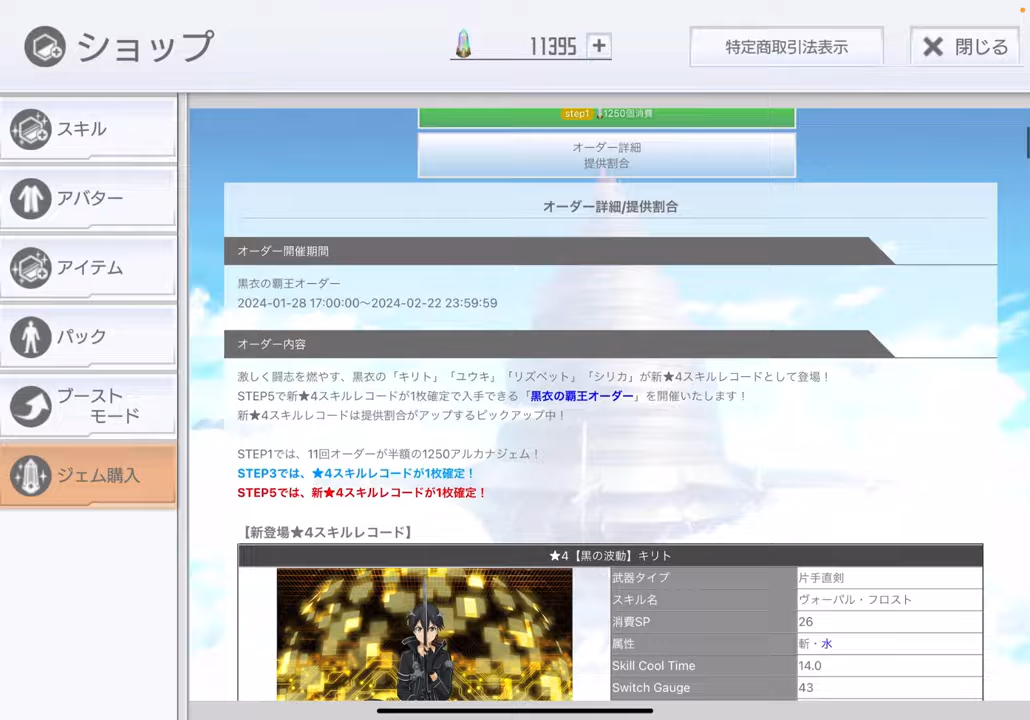 ショップ
11395
特定商取引法表示
閉じる
スキル
アバター
アイテム
パック
ブースト
モード
ジェム購入
step1 1250個消費
オーダー詳細
提供割合
オーダー詳細/提供割合
オーダー開催期間
黒衣の覇王オーダー
2024-01-28 17:00:00～2024-02-22 23:59:59
オーダー内容
激しく闘志を燃やす、黒衣の「キリト」「ユウキ」「リズベット」「シリカ」が新★4スキルレコードとして登場！
STEP5で新★4スキルレコードが1枚確定で入手できる「黒衣の覇王オーダー」を開催いたします！
新★4スキルレコードは提供割合がアップするピックアップ中！
STEP1では、11回オーダーが半額の1250アルカナジェム！
STEP3では、★4スキルレコードが1枚確定！
STEP5では、新★4スキルレコードが1枚確定！
【新登場★4スキルレコード】
★4【黒の波動】キリト
武器タイプ 片手直剣
スキル名 ヴォーパル・フロスト
消費SP 26
属性 斬・水
Skill Cool Time 14.0
Switch Gauge 43